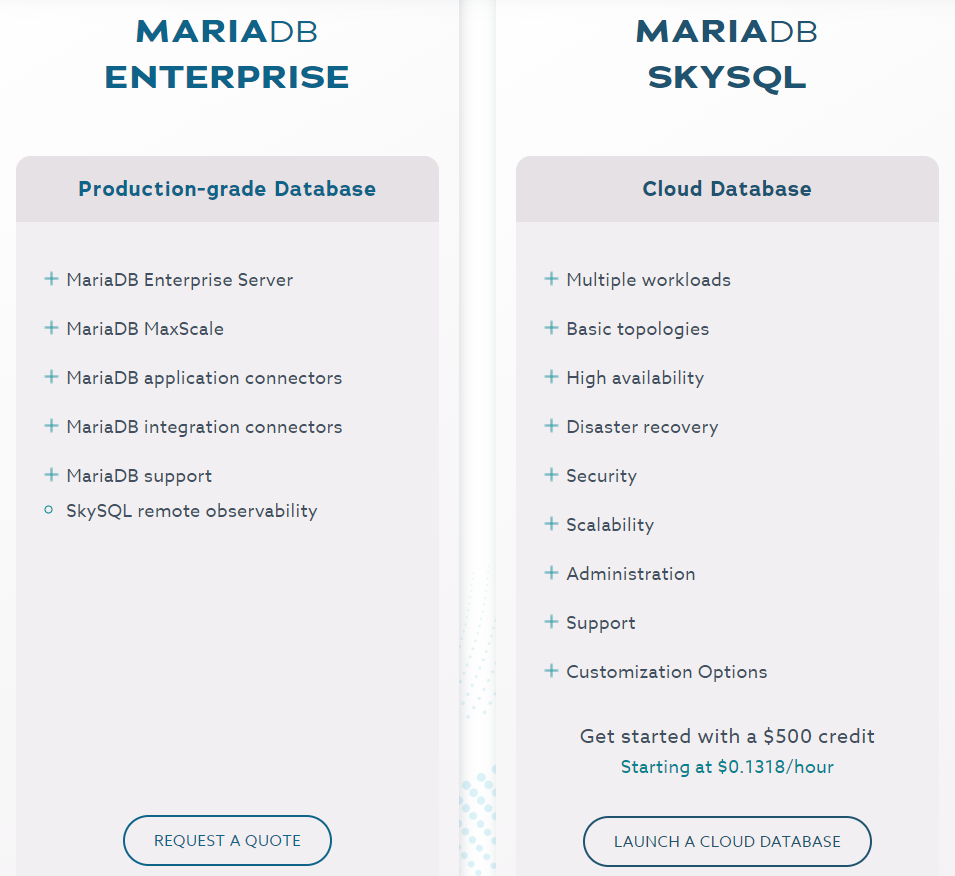 MARIADB
ENTERPRISE
Production-grade Database
MariaDB Enterprise Server
MariaDB MaxScale
MariaDB application connectors
MariaDB integration connectors
MariaDB support
SkySQL remote observability
REQUEST A QUOTE
MARIADB
SKYSQL
Cloud Database
Multiple workloads
Basic topologies
High availability
Disaster recovery
Security
Scalability
Administration
Support
Customization Options
Get started with a $500 credit
Starting at $0.1318/hour
LAUNCH A CLOUD DATABASE